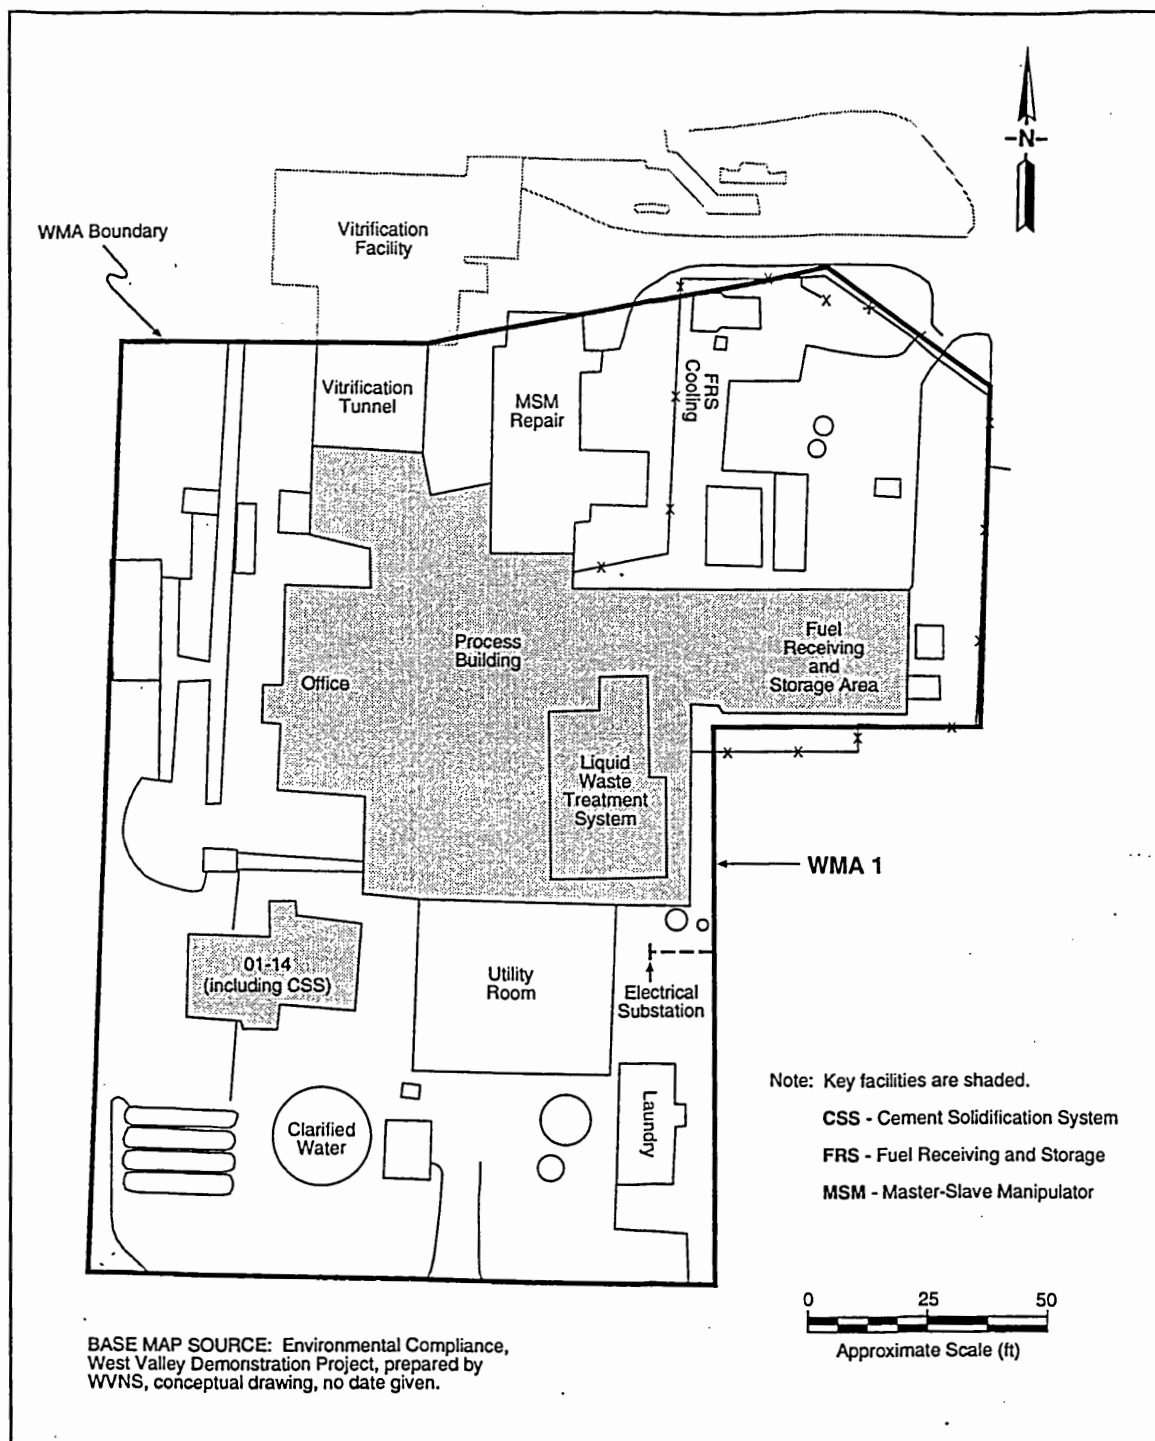 N
WMA Boundary
Vitrification
Facility
Vitrification
Tunnel
MSM
Repair
FRS
Cooling
Process
Building
Office
Fuel
Receiving
and
Storage Area
Liquid
Waste
Treatment
System
WMA 1
01-14
(including CSS)
Utility
Room
Electrical
Substation
Clarified
Water
Laundry
Note: Key facilities are shaded.
CSS - Cement Solidification System
FRS - Fuel Receiving and Storage
MSM - Master-Slave Manipulator
0 25 50
Approximate Scale (ft)
BASE MAP SOURCE: Environmental Compliance,
West Valley Demonstration Project, prepared by
WVNS, conceptual drawing, no date given.